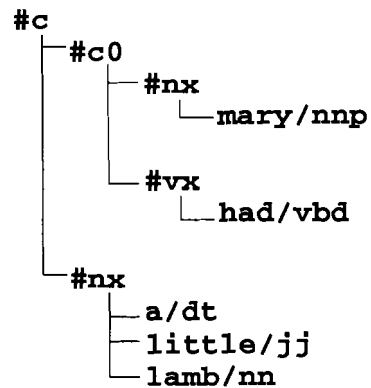 #c
#c0
#nx
mary/nnp
#vx
had/vbd
#nx
a/dt
little/jj
lamb/nn